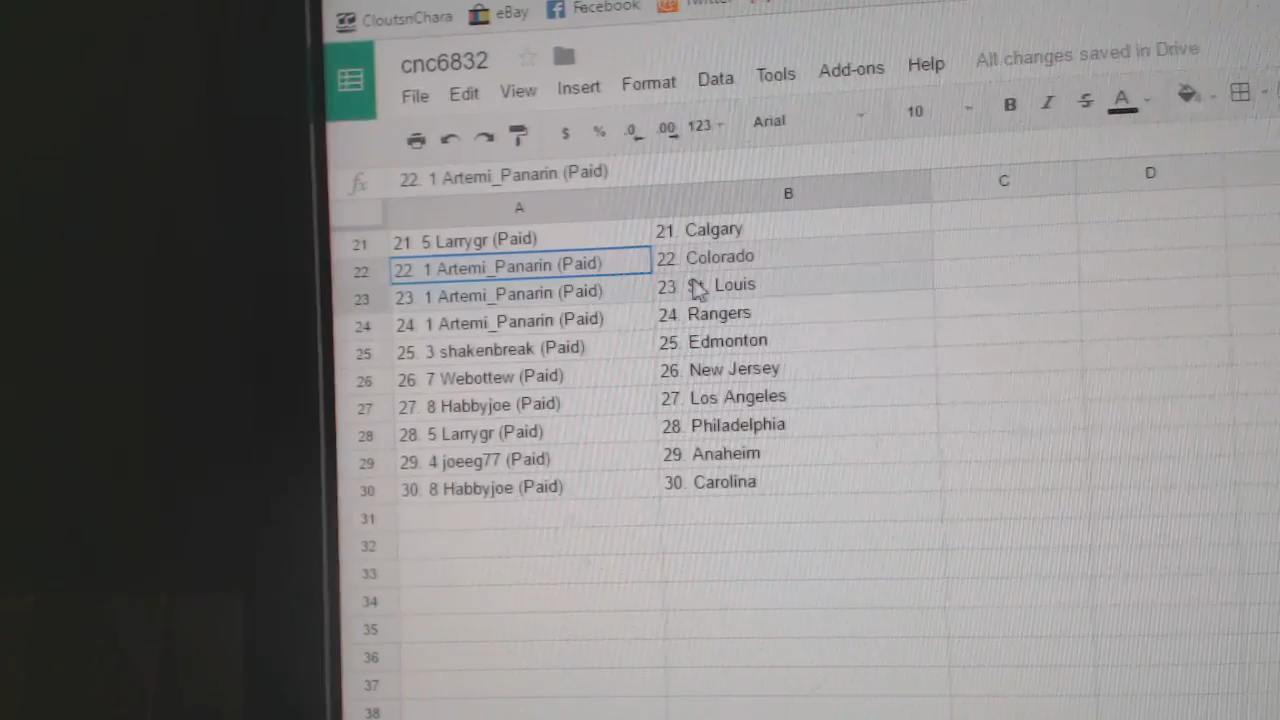 CloutsnChara eBay Facebook
cnc6832
File Edit View Insert Format Data Tools Add-ons Help All changes saved in Drive
$ % .0 .00 123 Arial 10 B I S A
fx 22. 1 Artemi_Panarin (Paid)
A B C D
21 21 5 Larrygr (Paid) 21. Calgary
22 22. 1 Artemi_Panarin (Paid) 22 Colorado
23 23. 1 Artemi_Panarin (Paid) 23 Louis
24 24. 1 Artemi_Panarin (Paid) 24. Rangers
25 25. 3 shakenbreak (Paid) 25. Edmonton
26 26. 7 Webottew (Paid) 26. New Jersey
27 27. 8 Habbyjoe (Paid) 27. Los Angeles
28 28. 5 Larrygr (Paid) 28. Philadelphia
29 29. 4 joeeg77 (Paid) 29. Anaheim
30 30. 8 Habbyjoe (Paid) 30. Carolina
31
32
33
34
35
36
37
38